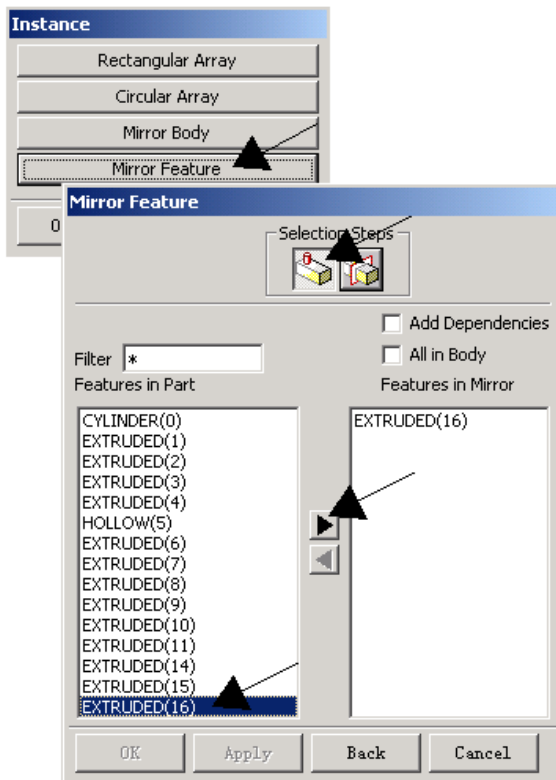 Instance
Rectangular Array
Circular Array
Mirror Body
Mirror Feature
O
Mirror Feature
Selection Steps
Add Dependencies
Filter *
All in Body
Features in Part
Features in Mirror
CYLINDER(0)
EXTRUDED(1)
EXTRUDED(2)
EXTRUDED(3)
EXTRUDED(4)
HOLLOW(5)
EXTRUDED(6)
EXTRUDED(7)
EXTRUDED(8)
EXTRUDED(9)
EXTRUDED(10)
EXTRUDED(11)
EXTRUDED(14)
EXTRUDED(15)
EXTRUDED(16)
EXTRUDED(16)
OK Apply Back Cancel